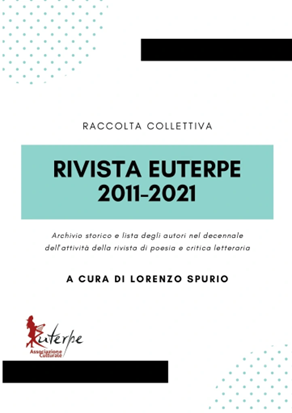 RACCOLTA COLLETTIVA
RIVISTA EUTERPE
2011-2021
Archivio storico e lista degli autori nel decennale
dell'attività della rivista di poesia e critica letteraria
A CURA DI LORENZO SPURIO
Euterpe
Associazione
Culturale